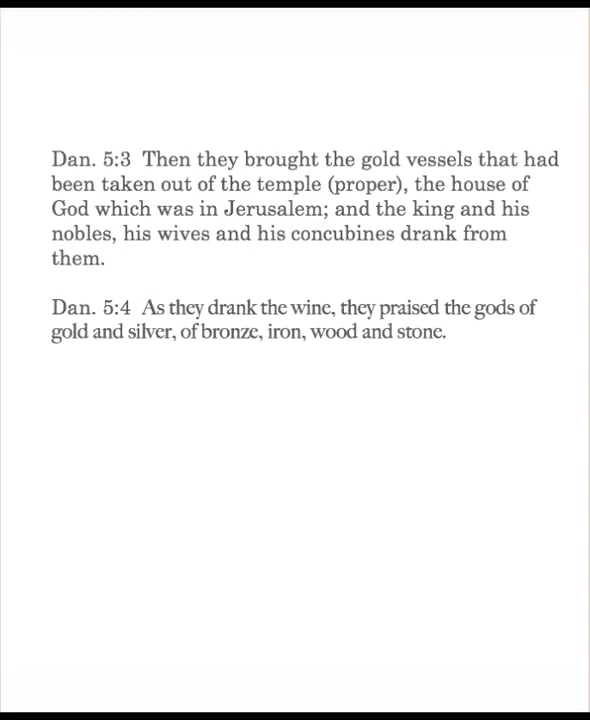 Dan. 5:3 Then they brought the gold vessels that had
been taken out of the temple (proper), the house of
God which was in Jerusalem; and the king and his
nobles, his wives and his concubines drank from
them.
Dan. 5:4 As they drank the wine, they praised the gods of
gold and silver, of bronze, iron, wood and stone.